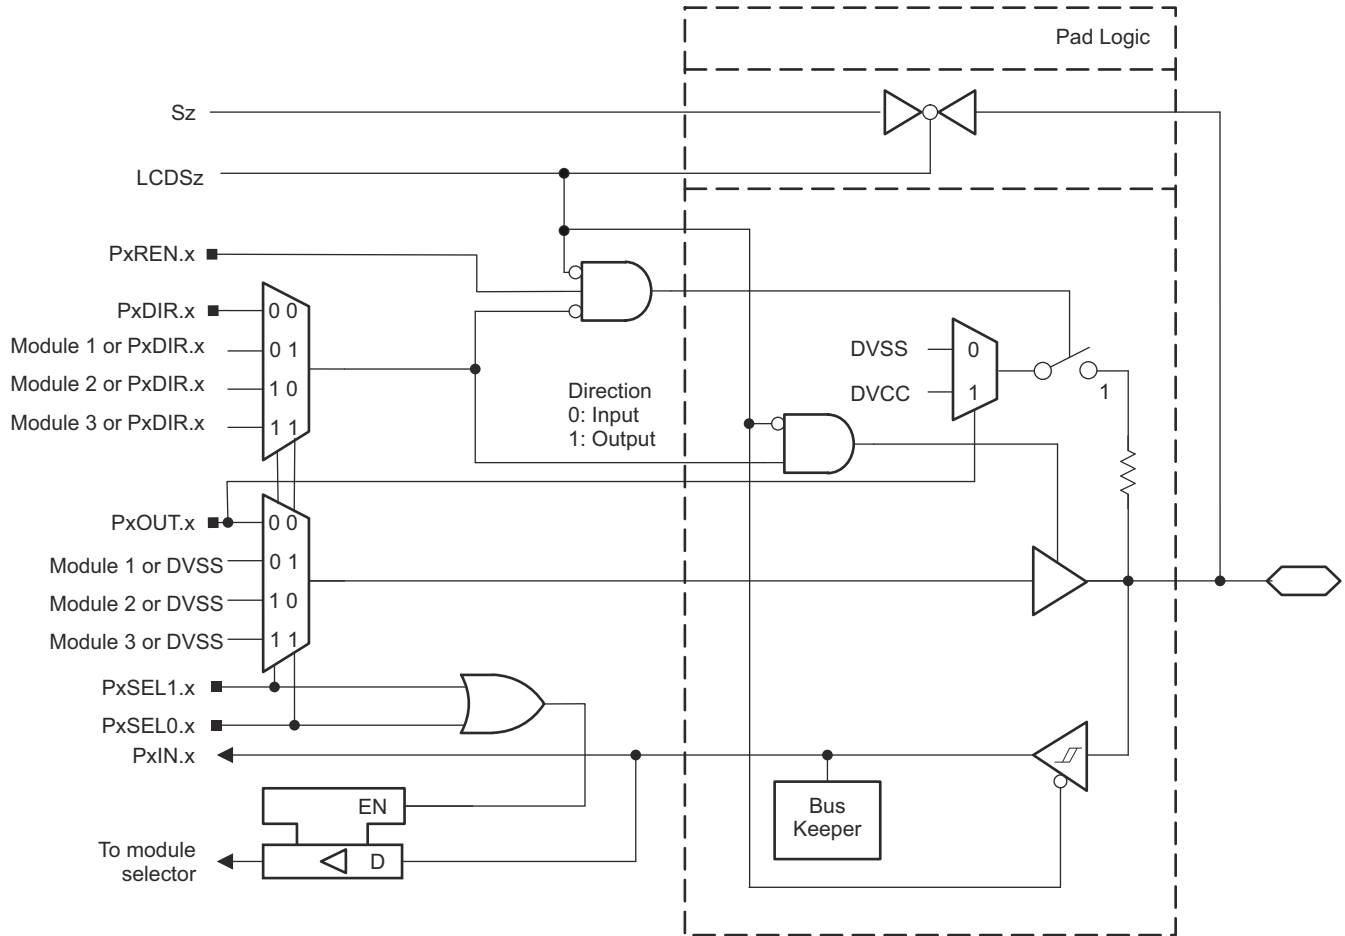 Pad Logic
Sz
LCDSz
PxREN.x
PxDIR.x
0 0
Module 1 or PxDIR.x
0 1
Module 2 or PxDIR.x
1 0
Module 3 or PxDIR.x
1 1
Direction
0: Input
1: Output
DVSS
0
DVCC
1
1
PxOUT.x
0 0
Module 1 or DVSS
0 1
Module 2 or DVSS
1 0
Module 3 or DVSS
1 1
PxSEL1.x
PxSEL0.x
PxIN.x
EN
Bus
Keeper
To module
selector
D